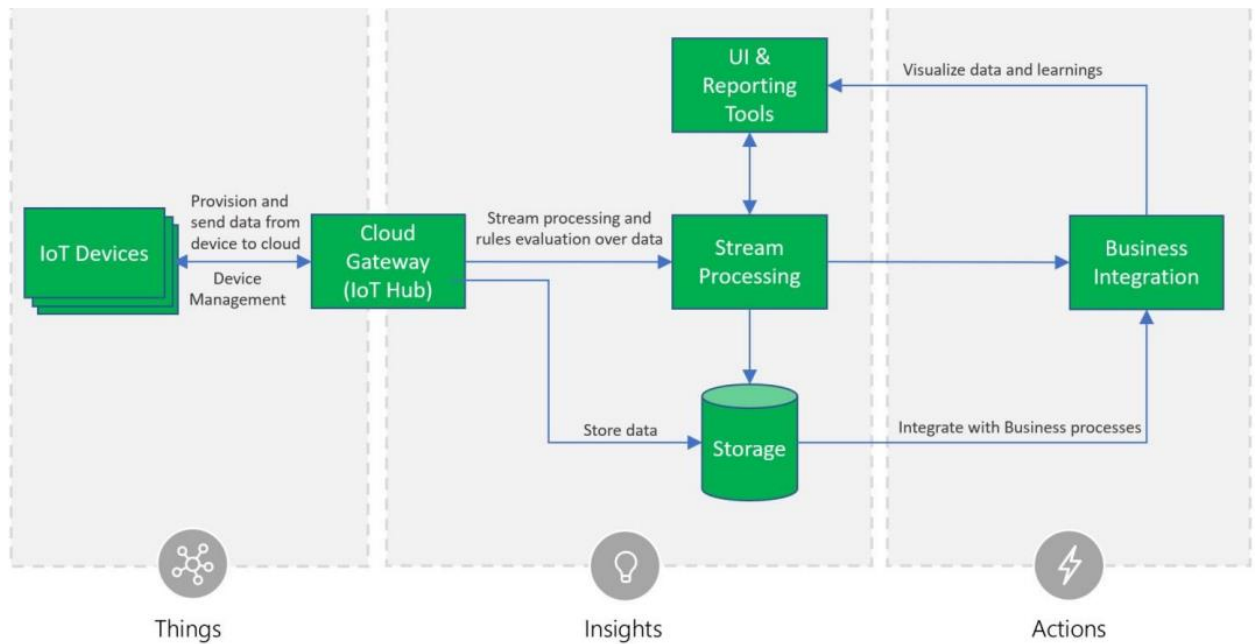 UI &
Reporting
Tools
Visualize data and learnings
Provision and
send data from
device to cloud
IoT Devices
Device
Management
Cloud
Gateway
(IoT Hub)
Stream processing and
rules evaluation over data
Stream
Processing
Business
Integration
Store data
Storage
Integrate with Business processes
Things
Insights
Actions